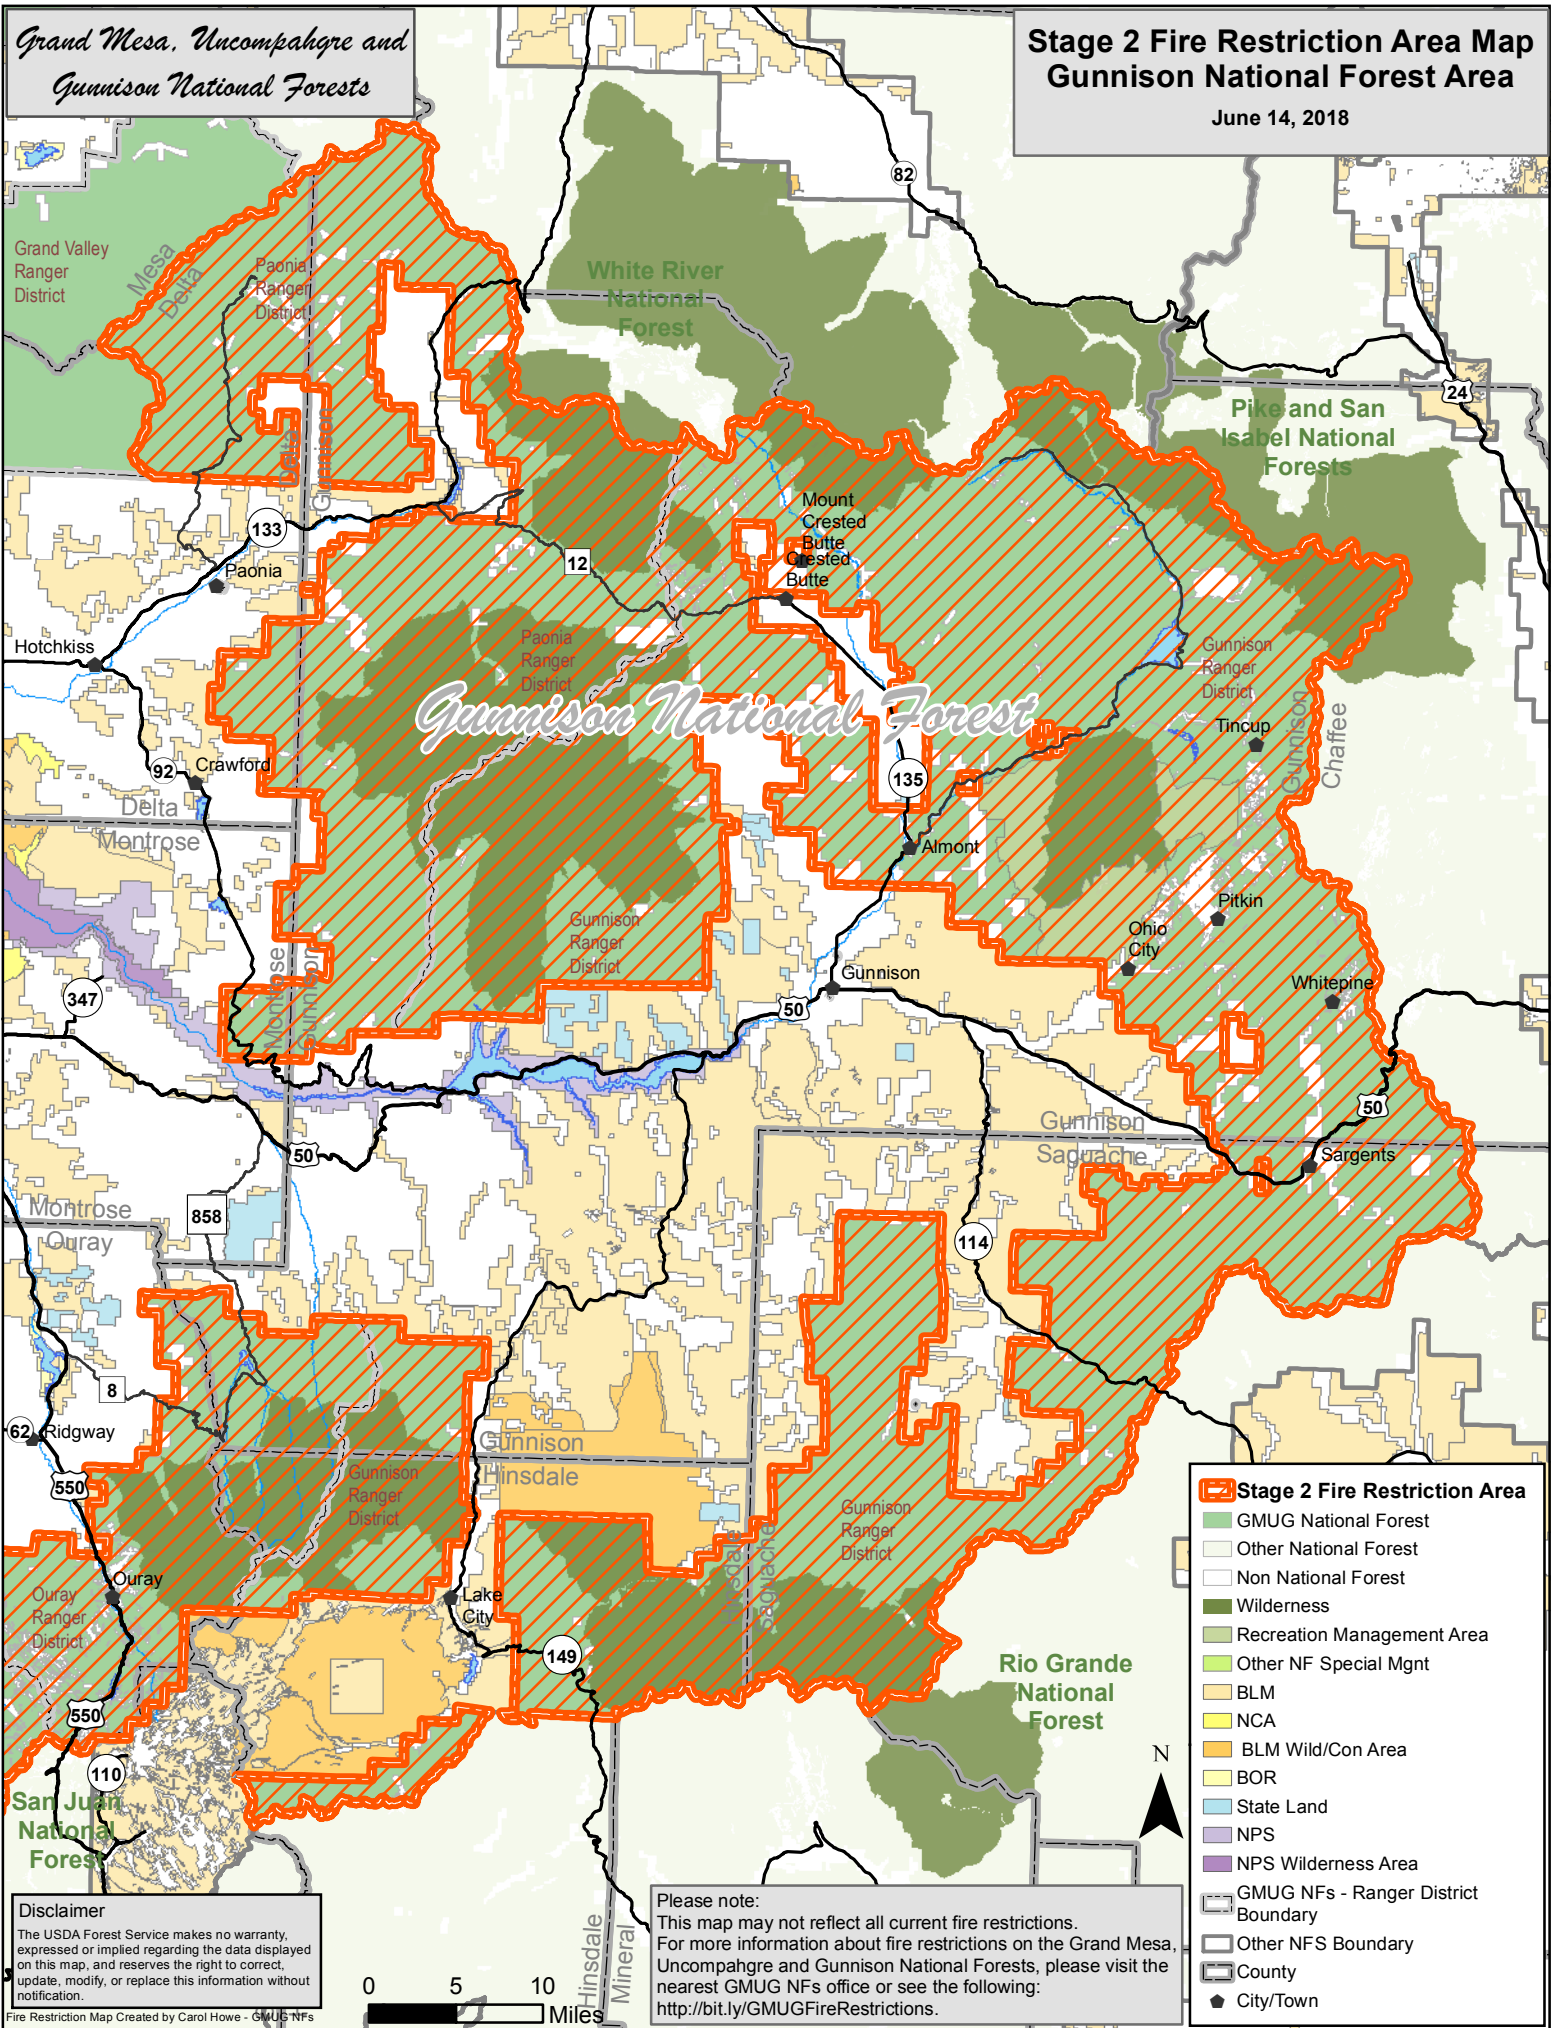 Grand Mesa, Uncompahgre and
Gunnison National Forests
Stage 2 Fire Restriction Area Map
Gunnison National Forest Area
June 14, 2018
82
Grand Valley
Ranger
District
Mesa
Delta
Paonia
Ranger
District
White River
National
Forest
24
Pike and San
Isabel National
Forests
Delta
Gunnison
133
Mount
Crested
Butte
Crested
Butte
12
Paonia
Hotchkiss
Paonia
Ranger
District
Gunnison
Ranger
District
Gunnison National Forest
Gunnison
Chaffee
Tincup
92
Crawford
135
Delta
Montrose
Almont
Pitkin
Gunnison
Ranger
District
Ohio
City
Montrose
Gunnison
Gunnison
347
Whitepine
50
50
Gunnison
Saguache
50
Sargents
Montrose
Ouray
858
114
8
62
Ridgway
Gunnison
Hinsdale
550
Gunnison
Ranger
District
Gunnison
Ranger
District
Hinsdale
Saguache
Ouray
Ouray
Ranger
District
Lake
City
149
Rio Grande
National
Forest
550
110
San Juan
National
Forest
N
Stage 2 Fire Restriction Area
GMUG National Forest
Other National Forest
Non National Forest
Wilderness
Recreation Management Area
Other NF Special Mgnt
BLM
NCA
BLM Wild/Con Area
BOR
State Land
NPS
NPS Wilderness Area
GMUG NFs - Ranger District
Boundary
Other NFS Boundary
County
City/Town
Disclaimer
The USDA Forest Service makes no warranty,
expressed or implied regarding the data displayed
on this map, and reserves the right to correct,
update, modify, or replace this information without
notification.
Fire Restriction Map Created by Carol Howe - GMUG NFs
0 5 10
Miles
Hinsdale
Mineral
Please note:
This map may not reflect all current fire restrictions.
For more information about fire restrictions on the Grand Mesa,
Uncompahgre and Gunnison National Forests, please visit the
nearest GMUG NFs office or see the following:
http://bit.ly/GMUGFireRestrictions.